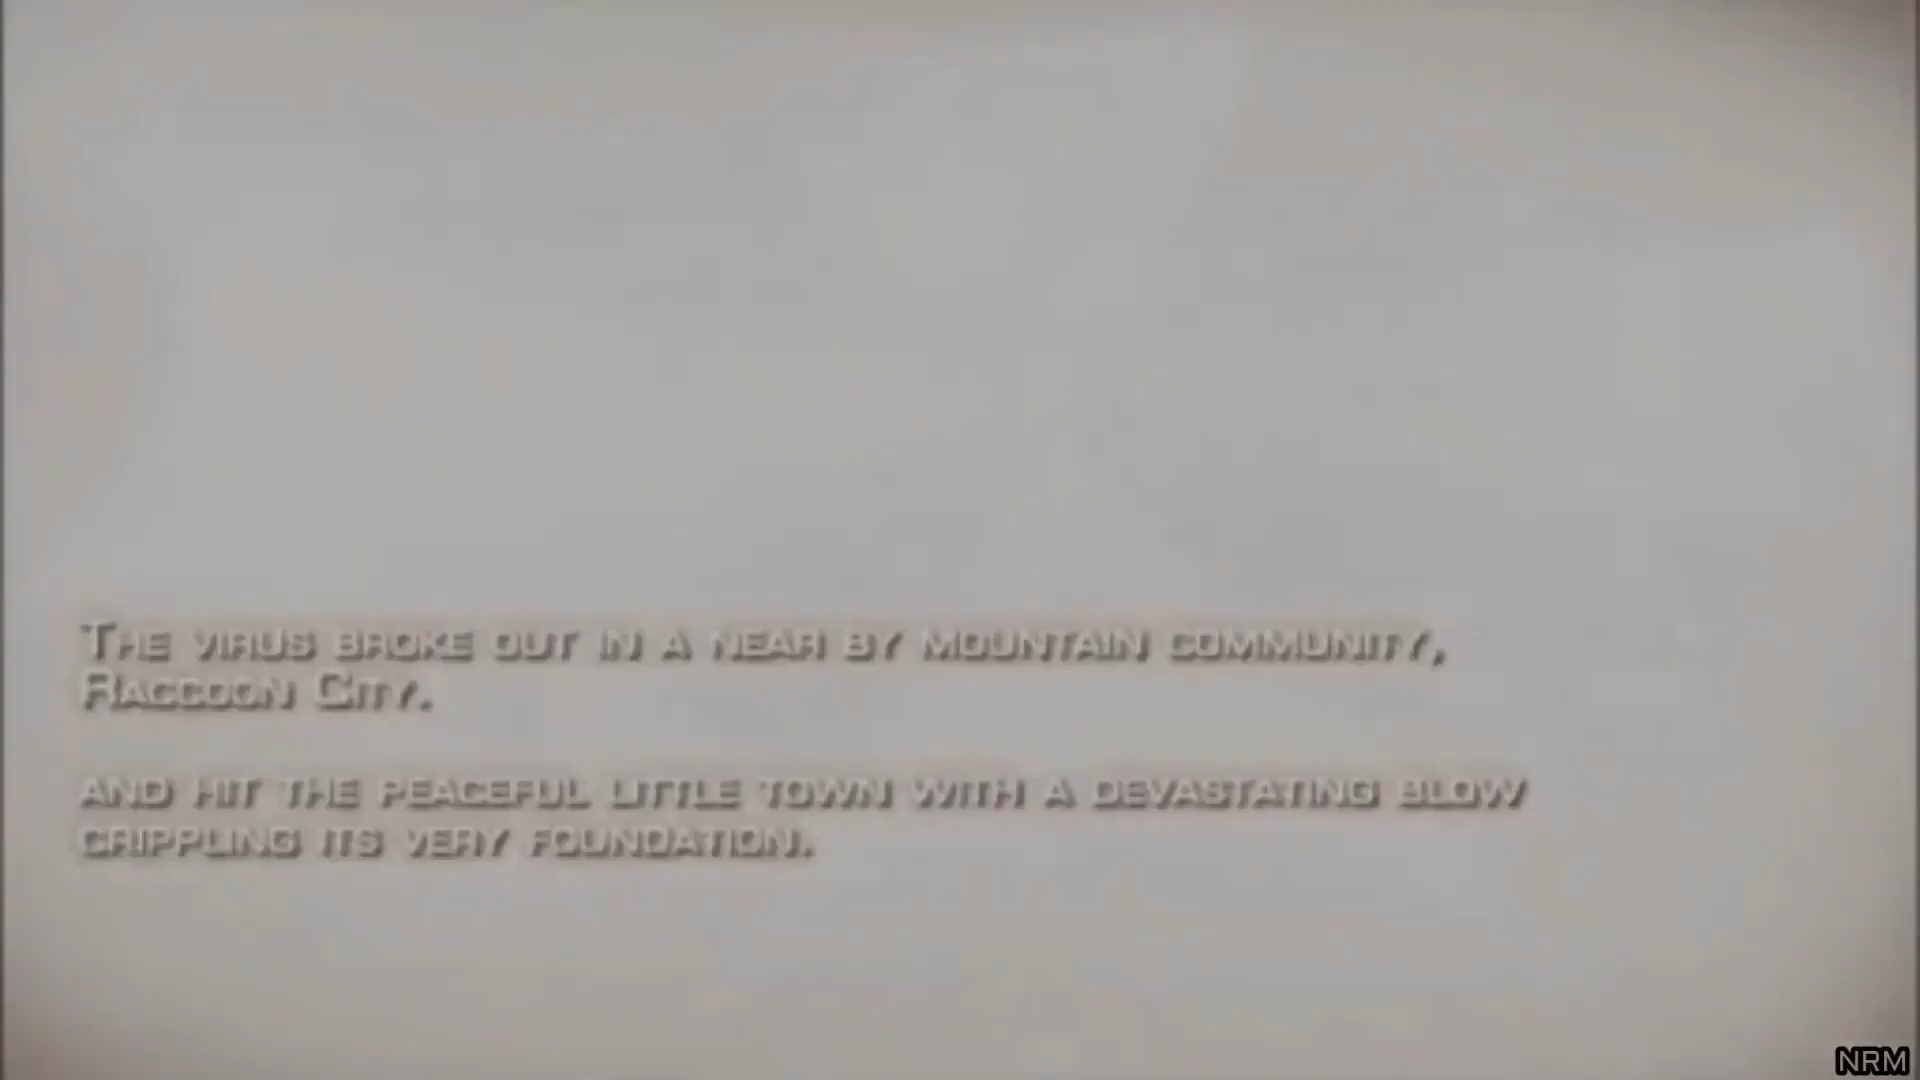 The virus broke out in a near by mountain community,
Raccoon City.
and hit the peaceful little town with a devastating blow
crippling its very foundation.
NRM